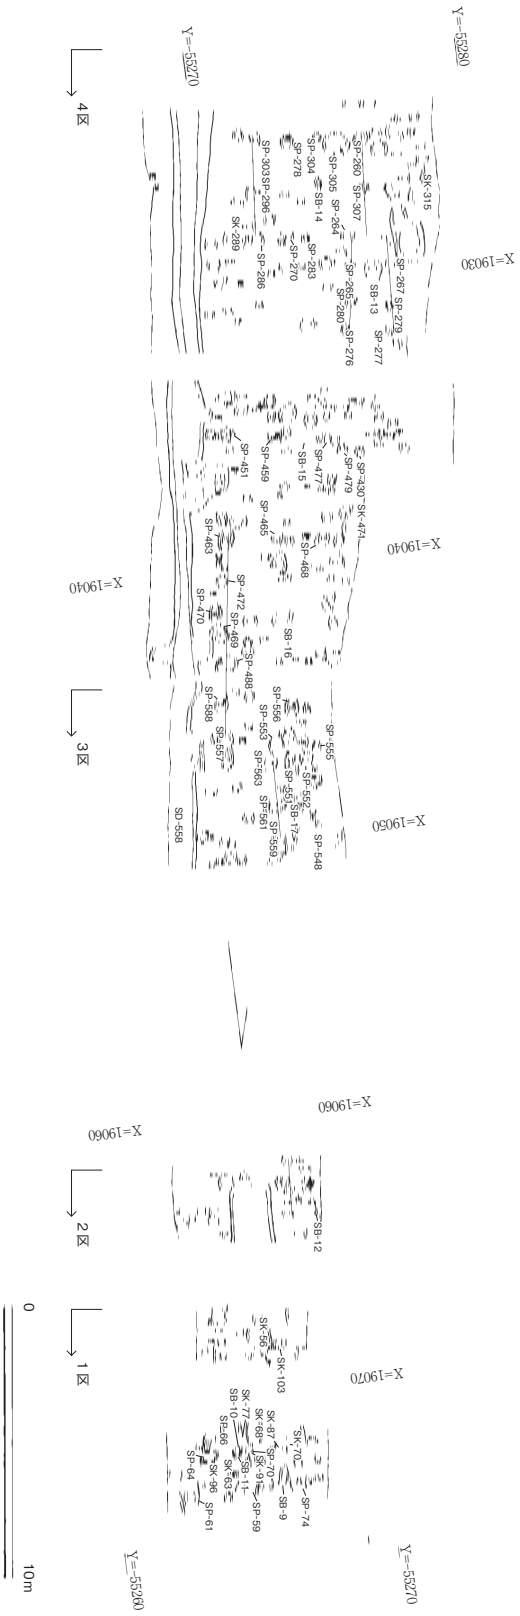 Y=-55280
Y=-55270
4区
SK-315
SP-260
SP-307
SP-304
SP-305
SP-278
SB-14
SP-264
SP-303
SP-296
SK-289
SP-286
SP-270
SP-283
SP-265
SP-280
SP-276
SB-13
SP-277
SP-267
SP-279
X=19030
SP-451
SP-459
SB-15
SP-477
SP-479
SP-430
SK-471
SP-465
SP-463
SP-468
X=19040
X=19040
SP-472
SP-470
SP-469
SB-16
SP-488
3区
SP-588
SP-556
SP-553
SP-555
SP-557
SP-563
SP-552
SP-551
SB-17
SP-561
SP-559
SP-548
SD-558
X=19050
X=19060
X=19060
2区
SB-12
0
1区
SK-56
SK-103
X=19070
SK-77
SB-10
SP-66
SK-68
SK-87
SP-70
SK-70
SK-91
SB-11
SK-63
SK-96
SP-64
SP-61
SP-59
SB-9
SP-74
10m
Y=-55260
Y=-55270